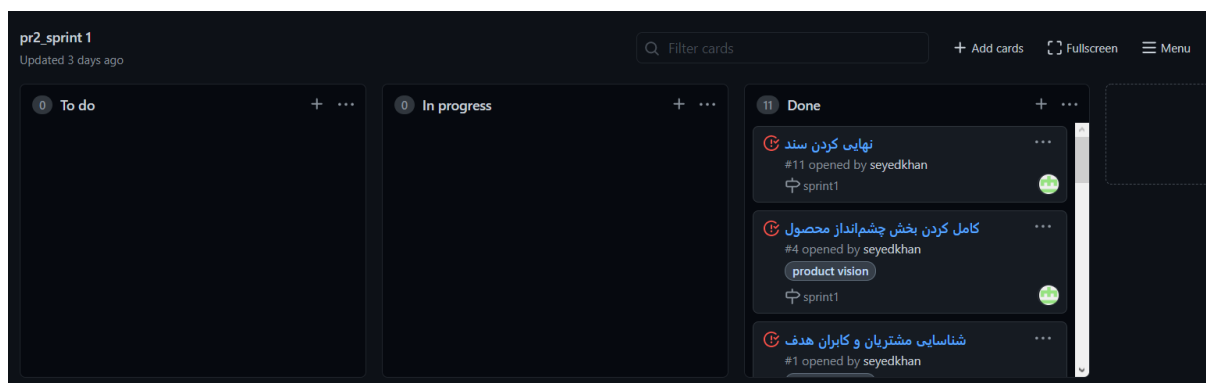 pr2_sprint 1
Updated 3 days ago
Filter cards
Add cards
Fullscreen
Menu
0 To do
0 In progress
11 Done
نهایی کردن سند
#11 opened by seyedkhan
sprint1
کامل کردن بخش چشم‌انداز محصول
#4 opened by seyedkhan
product vision
sprint1
شناسایی مشتریان و کابران هدف
#1 opened by seyedkhan